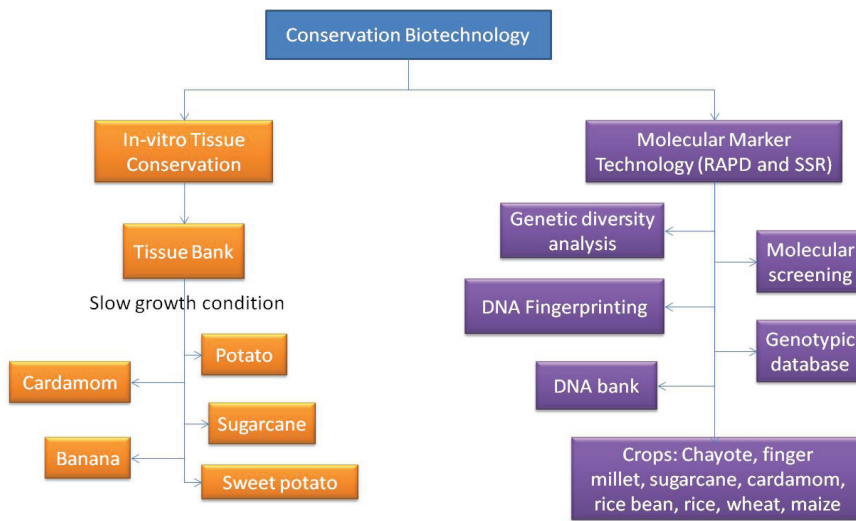 Conservation Biotechnology
In-vitro Tissue
Conservation
Tissue Bank
Slow growth condition
Potato
Cardamom
Sugarcane
Banana
Sweet potato
Molecular Marker
Technology (RAPD and SSR)
Genetic diversity
analysis
Molecular
screening
DNA Fingerprinting
Genotypic
database
DNA bank
Crops: Chayote, finger
millet, sugarcane, cardamom,
rice bean, rice, wheat, maize